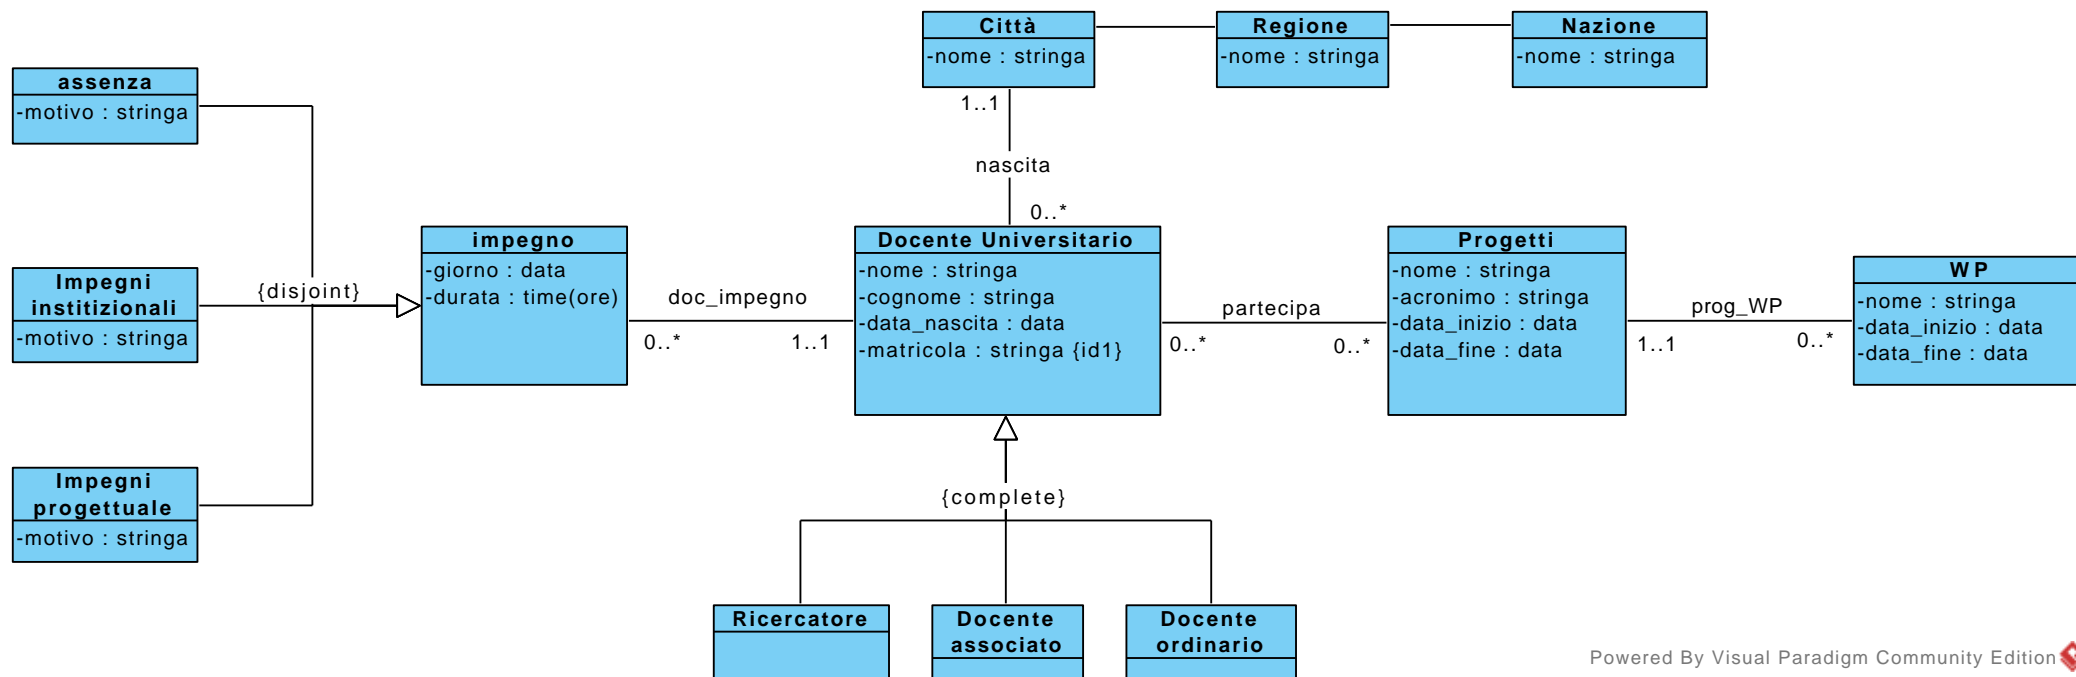 Città
-nome : stringa
Regione
-nome : stringa
Nazione
-nome : stringa
assenza
-motivo : stringa
1..1
nascita
0..*
Impegni
institizionali
-motivo : stringa
{disjoint}
impegno
-giorno : data
-durata : time(ore)
doc_impegno
0..*
1..1
Docente Universitario
-nome : stringa
-cognome : stringa
-data_nascita : data
-matricola : stringa {id1}
partecipa
0..*
0..*
Progetti
-nome : stringa
-acronimo : stringa
-data_inizio : data
-data_fine : data
prog_WP
1..1
0..*
WP
-nome : stringa
-data_inizio : data
-data_fine : data
Impegni
progettuale
-motivo : stringa
{complete}
Ricercatore
Docente
associato
Docente
ordinario
Powered By Visual Paradigm Community Edition